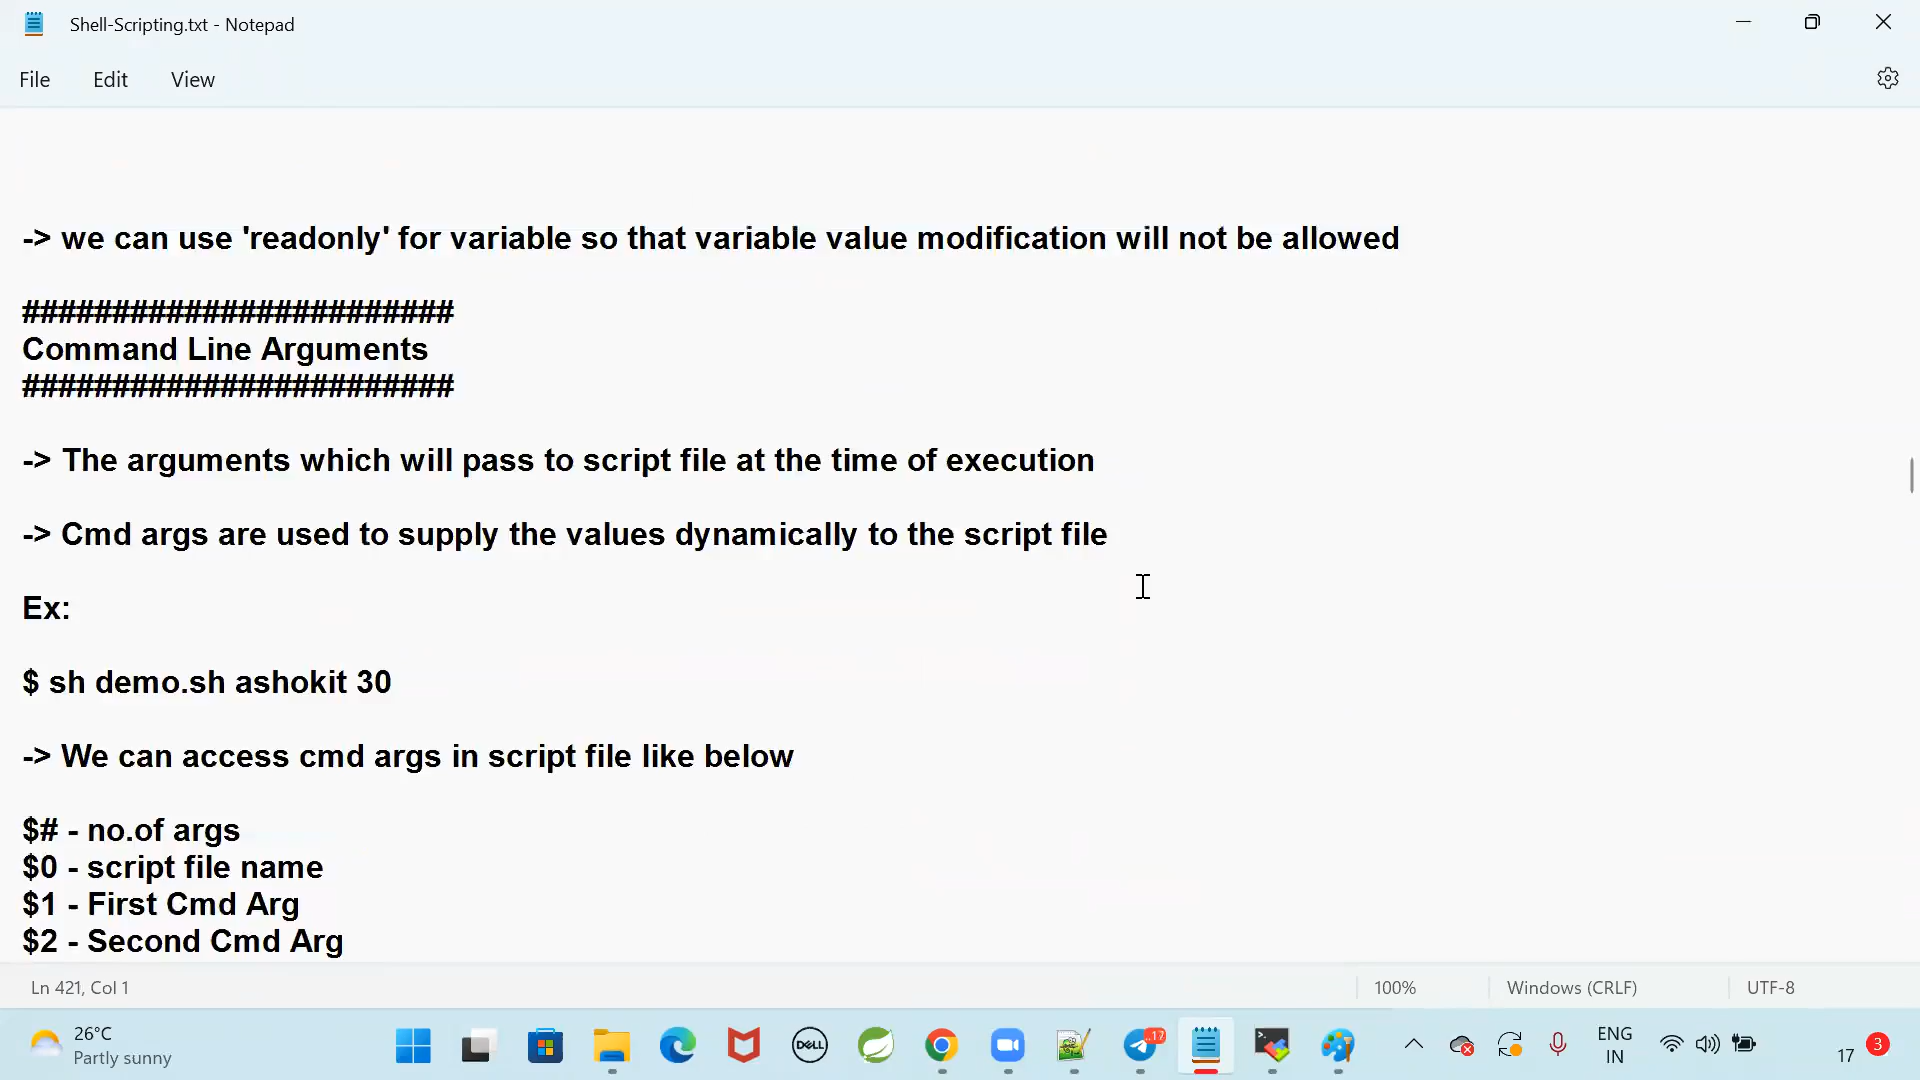 Shell-Scripting.txt - Notepad
File Edit View
-> we can use 'readonly' for variable so that variable value modification will not be allowed
########################
Command Line Arguments
########################
-> The arguments which will pass to script file at the time of execution
-> Cmd args are used to supply the values dynamically to the script file
Ex:
$ sh demo.sh ashokit 30
-> We can access cmd args in script file like below
$# - no.of args
$0 - script file name
$1 - First Cmd Arg
$2 - Second Cmd Arg
Ln 421, Col 1 100% Windows (CRLF) UTF-8
26°C
Partly sunny
DELL
17
ENG
IN
17
3